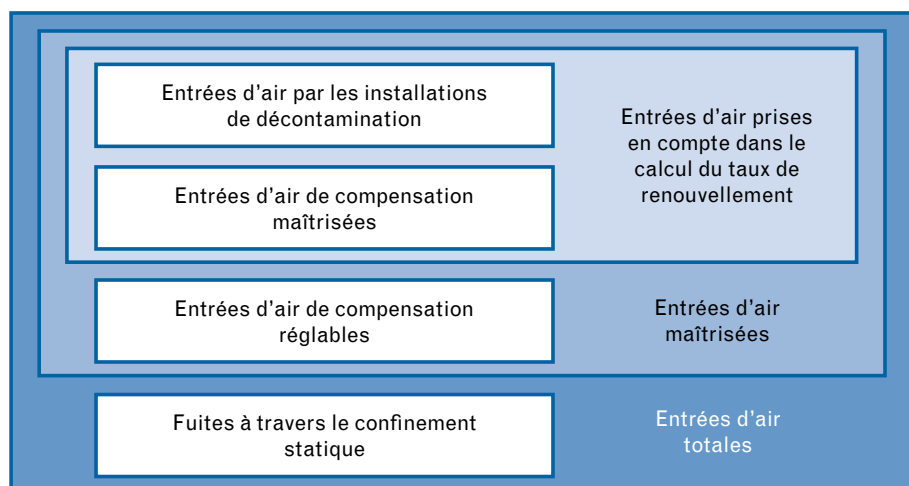 Entrées d'air par les installations
de décontamination
Entrées d'air de compensation
maîtrisées
Entrées d'air prises
en compte dans le
calcul du taux de
renouvellement
Entrées d'air de compensation
réglables
Entrées d'air
maîtrisées
Fuites à travers le confinement
statique
Entrées d'air
totales